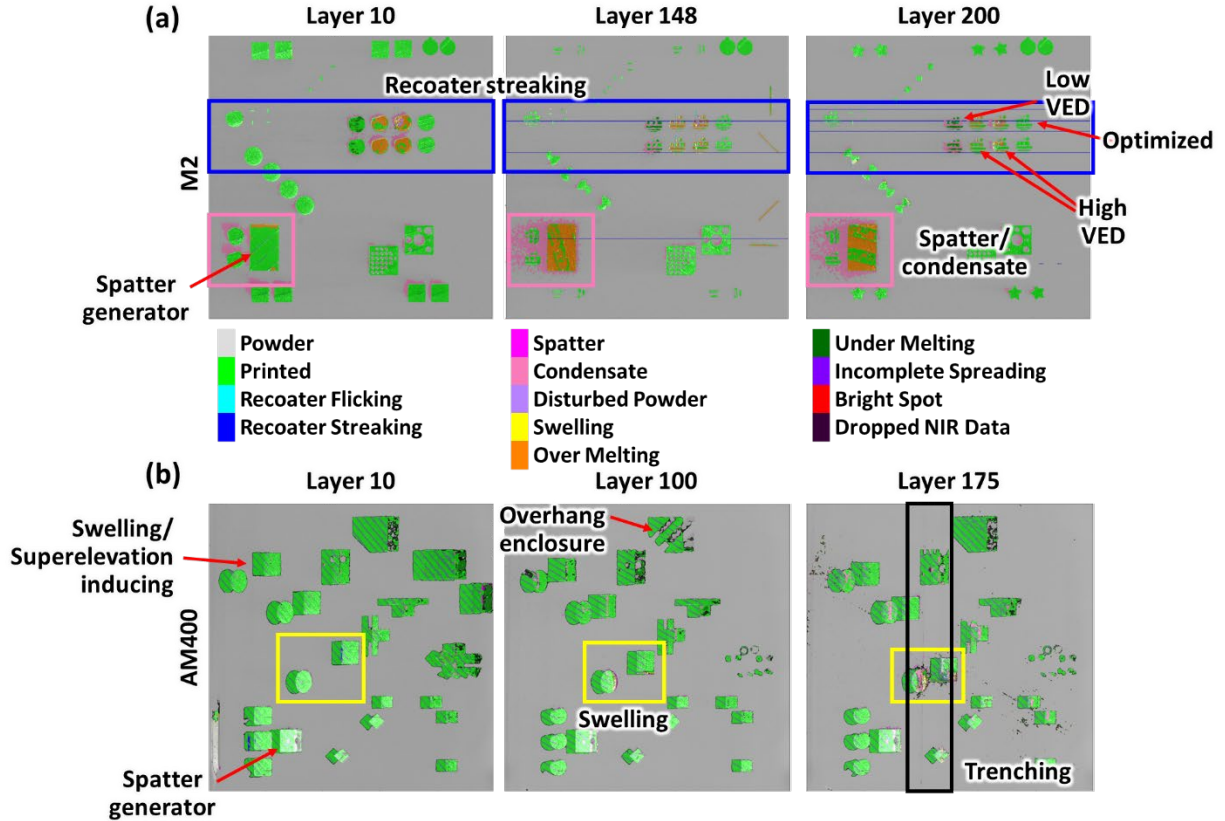 (a)
Layer 10
Layer 148
Layer 200
Recoater streaking
Low
VED
Optimized
M2
High
VED
Spatter/
condensate
Spatter
generator
Powder
Printed
Recoater Flicking
Recoater Streaking
Spatter
Condensate
Disturbed Powder
Swelling
Over Melting
Under Melting
Incomplete Spreading
Bright Spot
Dropped NIR Data
(b)
Layer 10
Layer 100
Layer 175
Swelling/
Superelevation
inducing
Overhang
enclosure
AM400
Swelling
Spatter
generator
Trenching